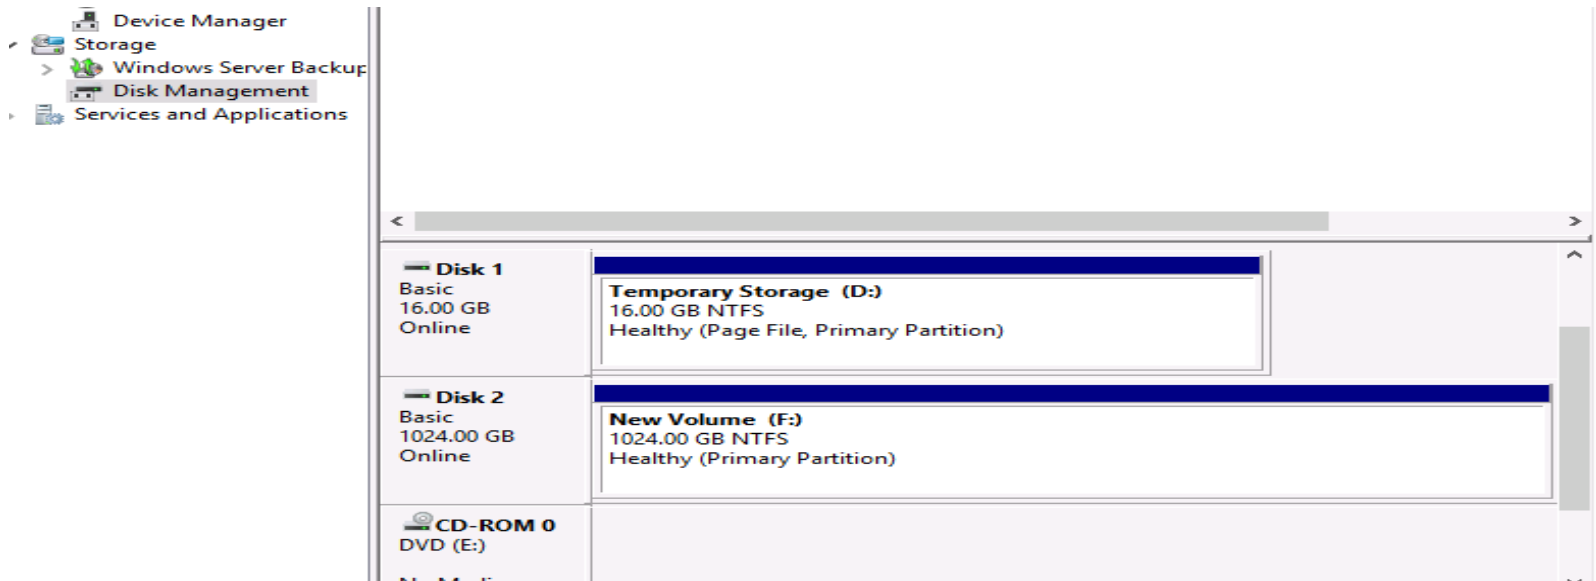 Device Manager
Storage
Windows Server Backup
Disk Management
Services and Applications
Disk 1
Basic
16.00 GB
Online
Temporary Storage (D:)
16.00 GB NTFS
Healthy (Page File, Primary Partition)
Disk 2
Basic
1024.00 GB
Online
New Volume (F:)
1024.00 GB NTFS
Healthy (Primary Partition)
CD-ROM 0
DVD (E:)